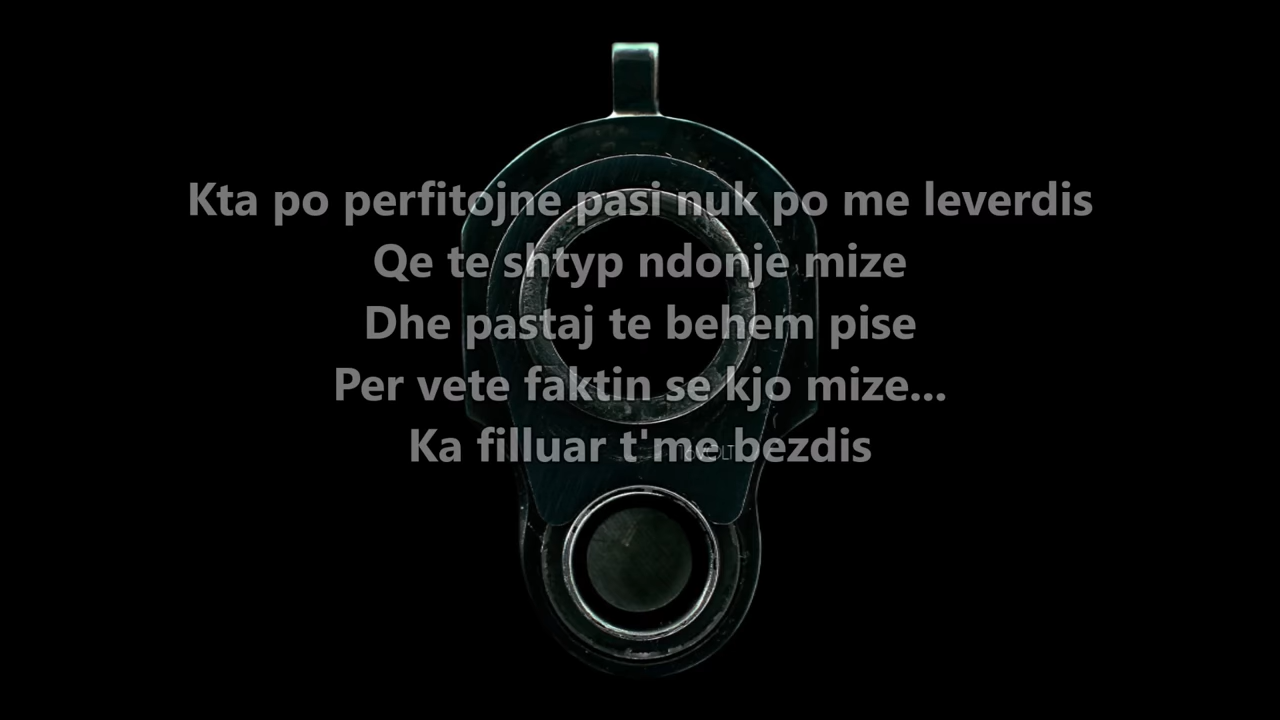 Kta po perfitojne pasi nuk po me leverdis
Qe te shtyp ndonje mize
Dhe pastaj te behem pise
Per vete faktin se kjo mize...
Ka filluar t'me bezdis